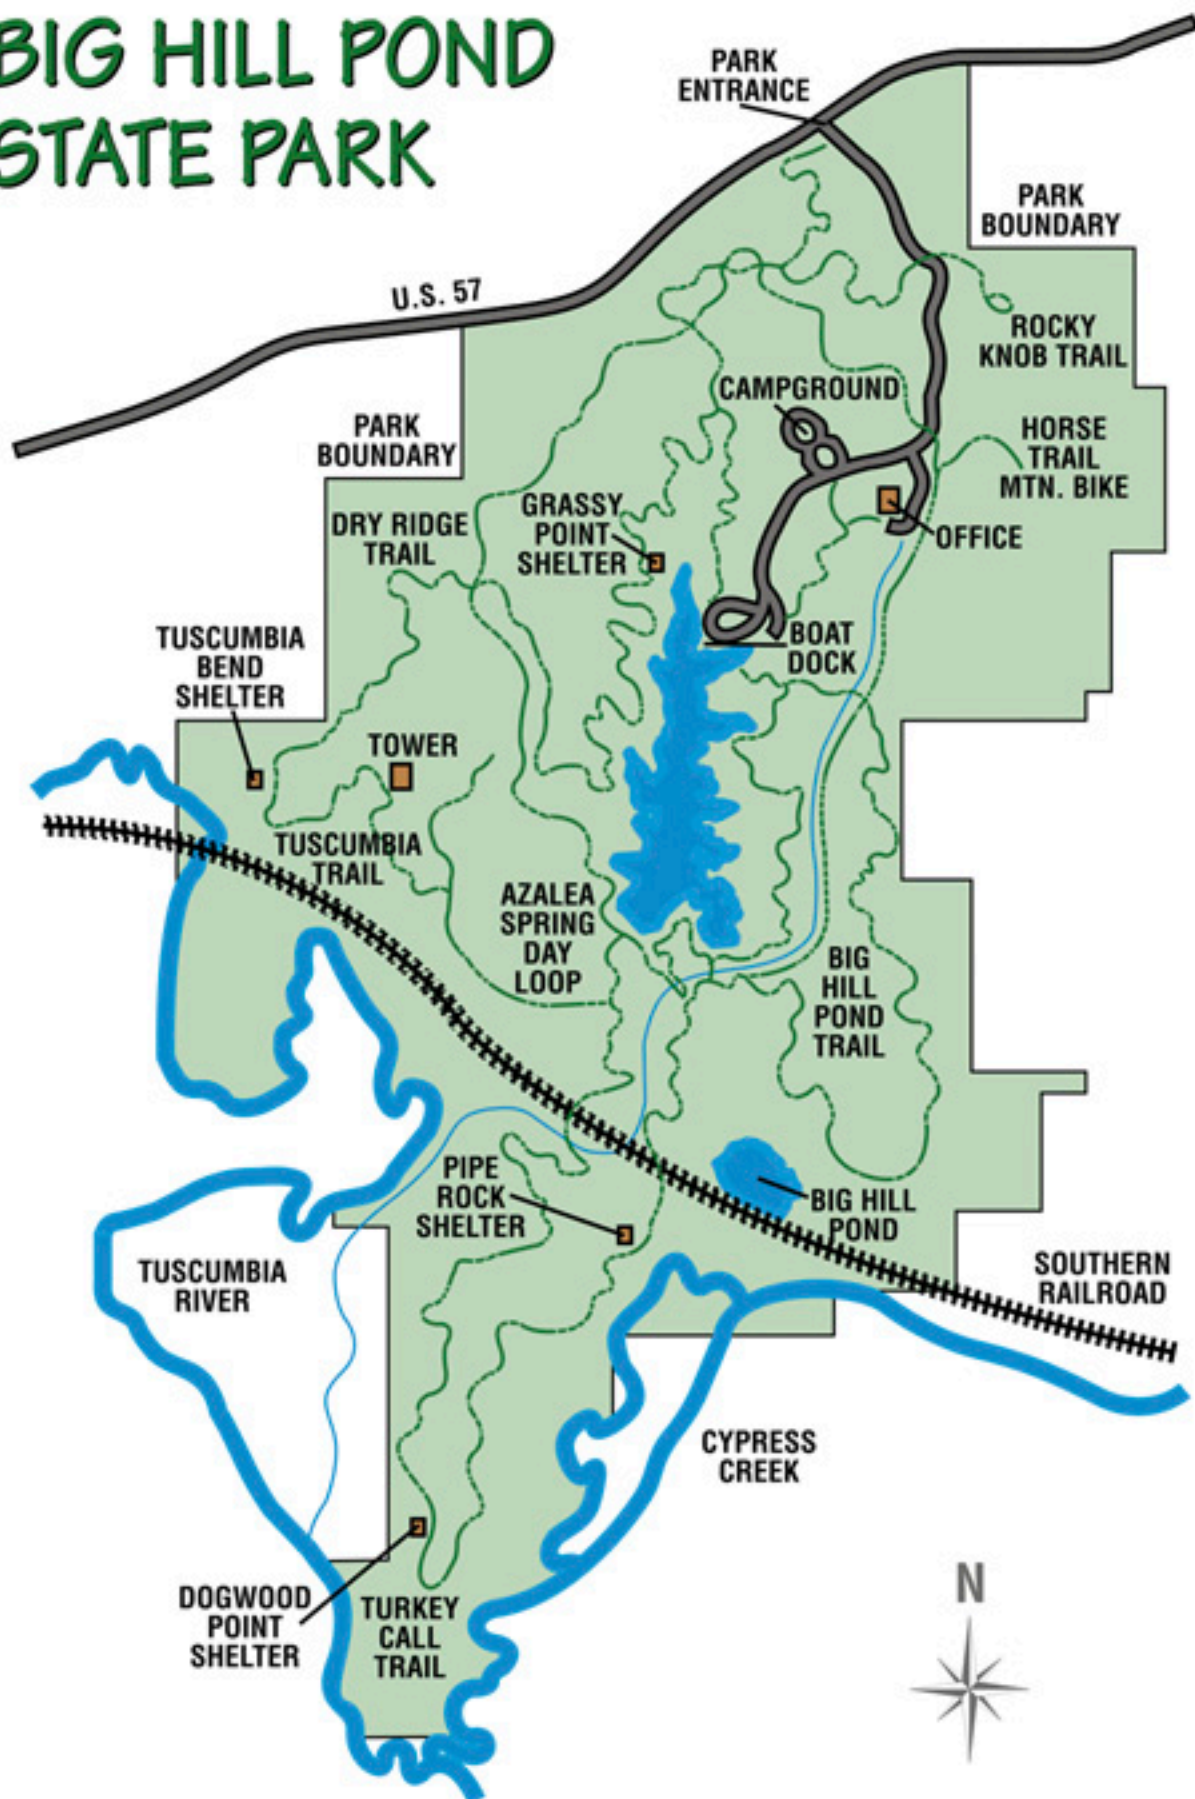 BIG HILL POND
STATE PARK
PARK
ENTRANCE
PARK
BOUNDARY
U.S. 57
ROCKY
KNOB TRAIL
CAMPGROUND
PARK
BOUNDARY
HORSE
TRAIL
MTN. BIKE
GRASSY
POINT
SHELTER
DRY RIDGE
TRAIL
OFFICE
BOAT
DOCK
TUSCUMBIA
BEND
SHELTER
TOWER
TUSCUMBIA
TRAIL
AZALEA
SPRING
DAY
LOOP
BIG
HILL
POND
TRAIL
PIPE
ROCK
SHELTER
BIG HILL
POND
TUSCUMBIA
RIVER
SOUTHERN
RAILROAD
CYPRESS
CREEK
DOGWOOD
POINT
SHELTER
TURKEY
CALL
TRAIL
N